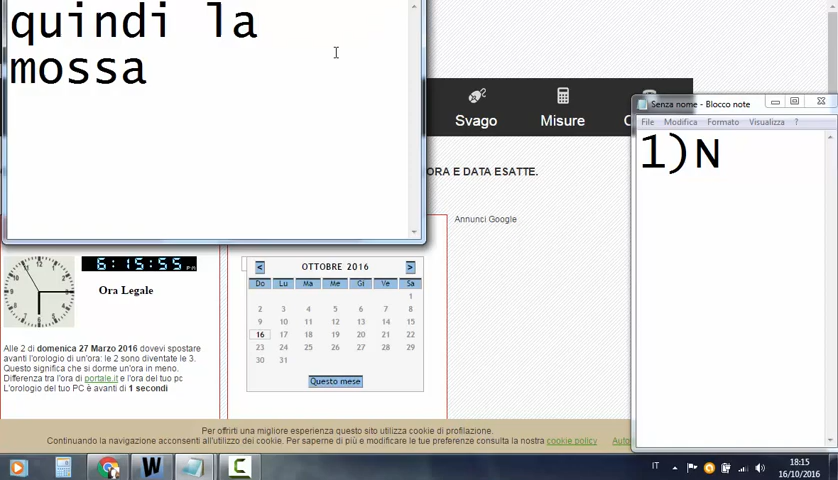 quindi la
mossa
Svago
Misure
ORA E DATA ESATTE.
Annunci Google
Senza nome - Blocco note
File Modifica Formato Visualizza ?
1)N
6:15:55 PM
Ora Legale
Alle 2 di domenica 27 Marzo 2016 dovevi spostare
avanti l'orologio di un'ora: le 2 sono diventate le 3.
Questo significa che si dorme un'ora in meno.
Differenza tra l'ora di portale.it e l'ora del tuo pc
L'orologio del tuo PC è avanti di 1 secondi
< OTTOBRE 2016 >
Do Lu Ma Me Gi Ve Sa
1
2 3 4 5 6 7 8
9 10 11 12 13 14 15
16 17 18 19 20 21 22
23 24 25 26 27 28 29
30 31
Questo mese
Per offrirti una migliore esperienza questo sito utilizza cookie di profilazione.
Continuando la navigazione acconsenti all'utilizzo dei cookie. Per saperne di più e modificare le tue preferenze consulta la nostra cookie policy
IT
18:15
16/10/2016